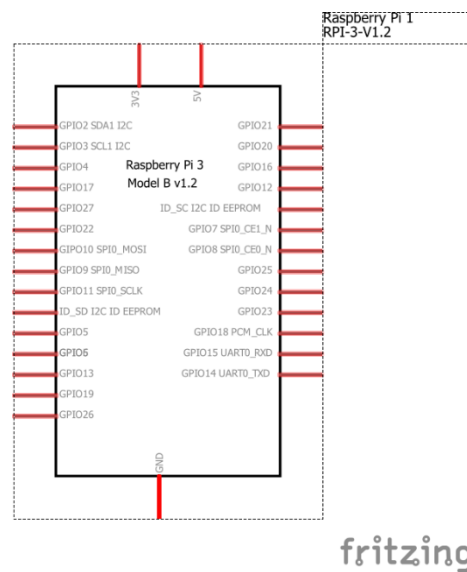 Raspberry Pi 1
RPI-3-V1.2
3V3
5V
GPIO2 SDA1 I2C
GPIO21
GPIO3 SCL1 I2C
GPIO20
GPIO4
Raspberry Pi 3
GPIO16
GPIO17
Model B v1.2
GPIO12
GPIO27
ID_SC I2C ID EEPROM
GPIO22
GPIO7 SPI0_CE1_N
GIPO10 SPI0_MOSI
GPIO8 SPI0_CE0_N
GPIO9 SPI0_MISO
GPIO25
GPIO11 SPI0_SCLK
GPIO24
ID_SD I2C ID EEPROM
GPIO23
GPIO5
GPIO18 PCM_CLK
GPIO6
GPIO15 UART0_RXD
GPIO13
GPIO14 UART0_TXD
GPIO19
GPIO26
GND
fritzing